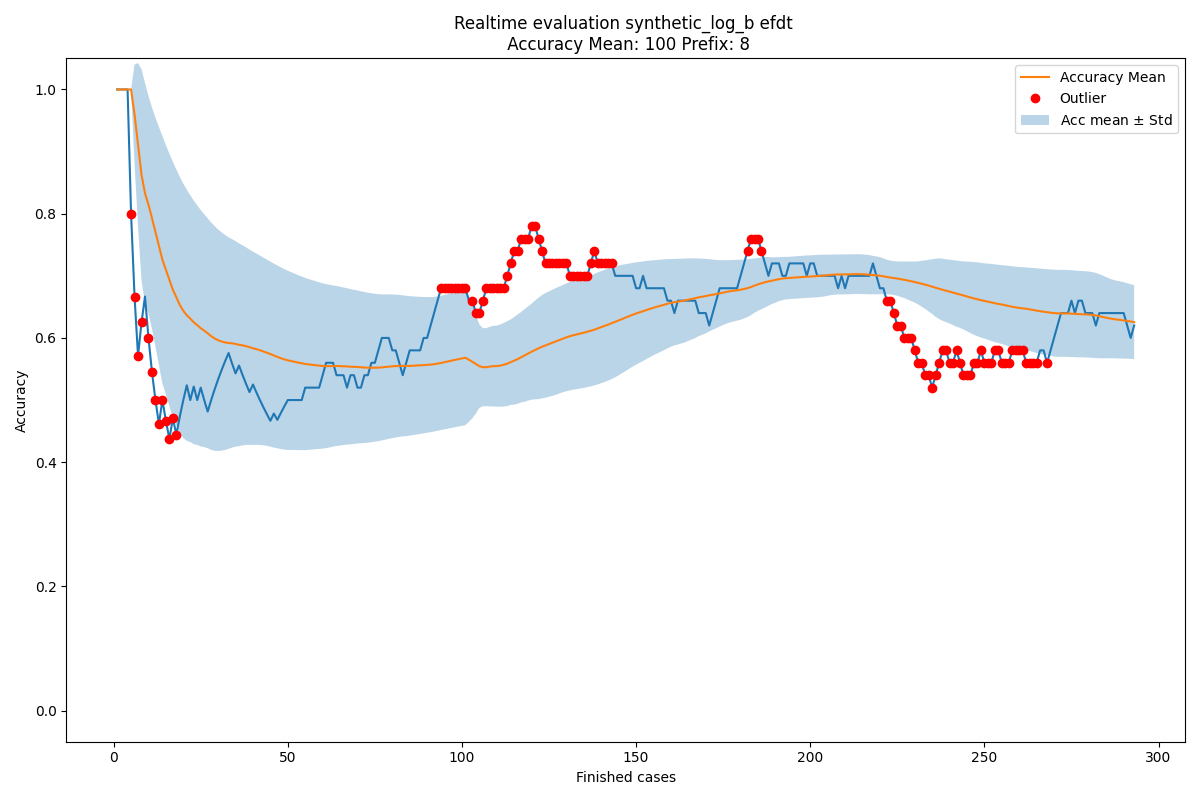 Realtime evaluation synthetic_log_b efdt
Accuracy Mean: 100 Prefix: 8
Accuracy Mean
Outlier
Acc mean ± Std
1.0
0.8
0.6
0.4
0.2
0.0
Accuracy
0
50
100
150
200
250
300
Finished cases